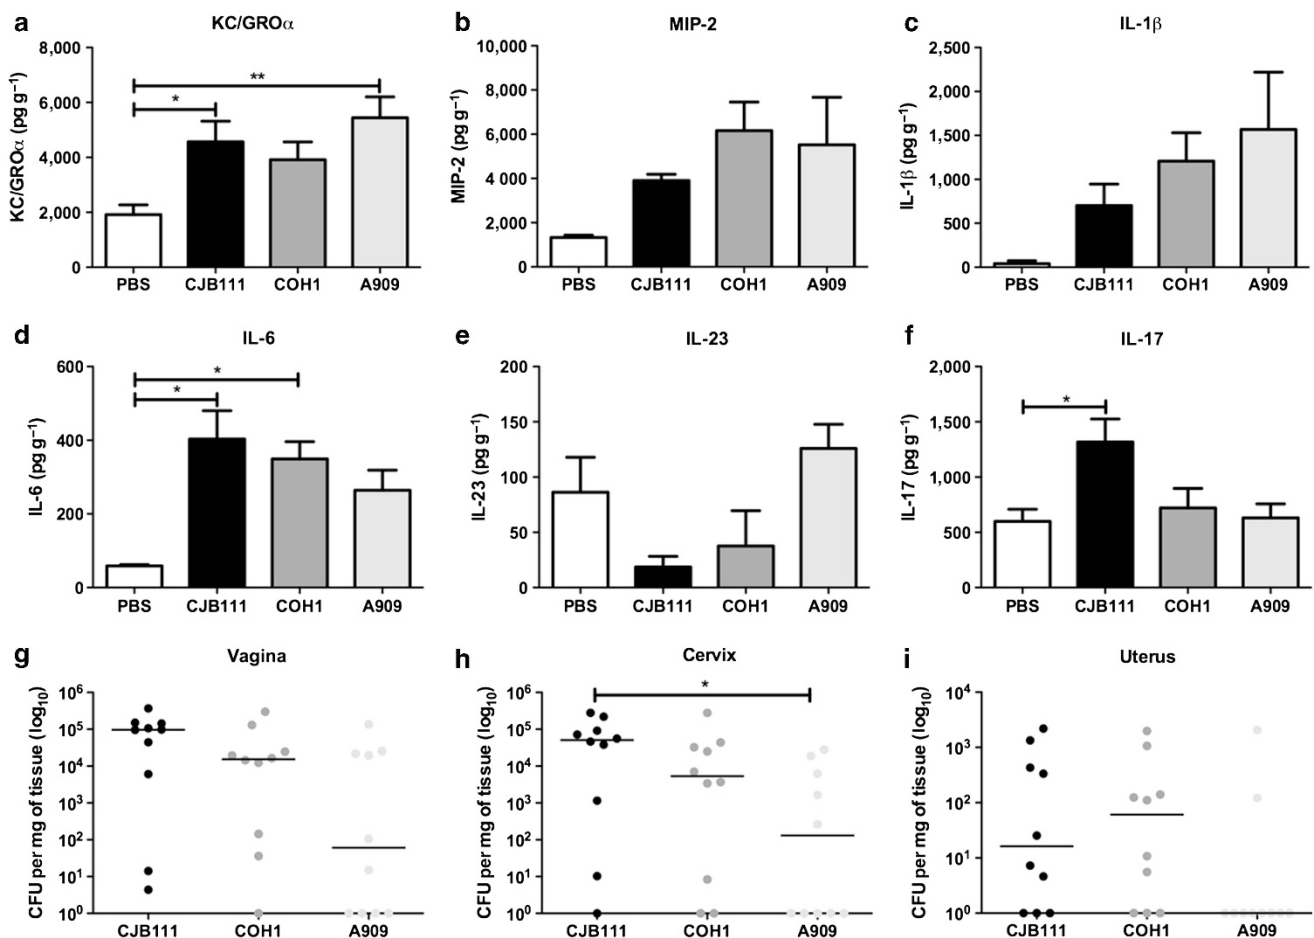 a KC/GROα
KC/GROα (pg g⁻¹)
8,000
6,000
4,000
2,000
0
**
*
PBS CJB111 COH1 A909
b MIP-2
MIP-2 (pg g⁻¹)
10,000
8,000
6,000
4,000
2,000
0
PBS CJB111 COH1 A909
c IL-1β
IL-1β (pg g⁻¹)
2,500
2,000
1,500
1,000
500
0
PBS CJB111 COH1 A909
d IL-6
IL-6 (pg g⁻¹)
600
400
200
0
*
*
PBS CJB111 COH1 A909
e IL-23
IL-23 (pg g⁻¹)
200
150
100
50
0
PBS CJB111 COH1 A909
f IL-17
IL-17 (pg g⁻¹)
2,000
1,500
1,000
500
0
*
PBS CJB111 COH1 A909
g Vagina
CFU per mg of tissue (log₁₀)
10⁶
10⁵
10⁴
10³
10²
10¹
10⁰
CJB111 COH1 A909
h Cervix
CFU per mg of tissue (log₁₀)
10⁶
10⁵
10⁴
10³
10²
10¹
10⁰
*
CJB111 COH1 A909
i Uterus
CFU per mg of tissue (log₁₀)
10⁴
10³
10²
10¹
10⁰
CJB111 COH1 A909